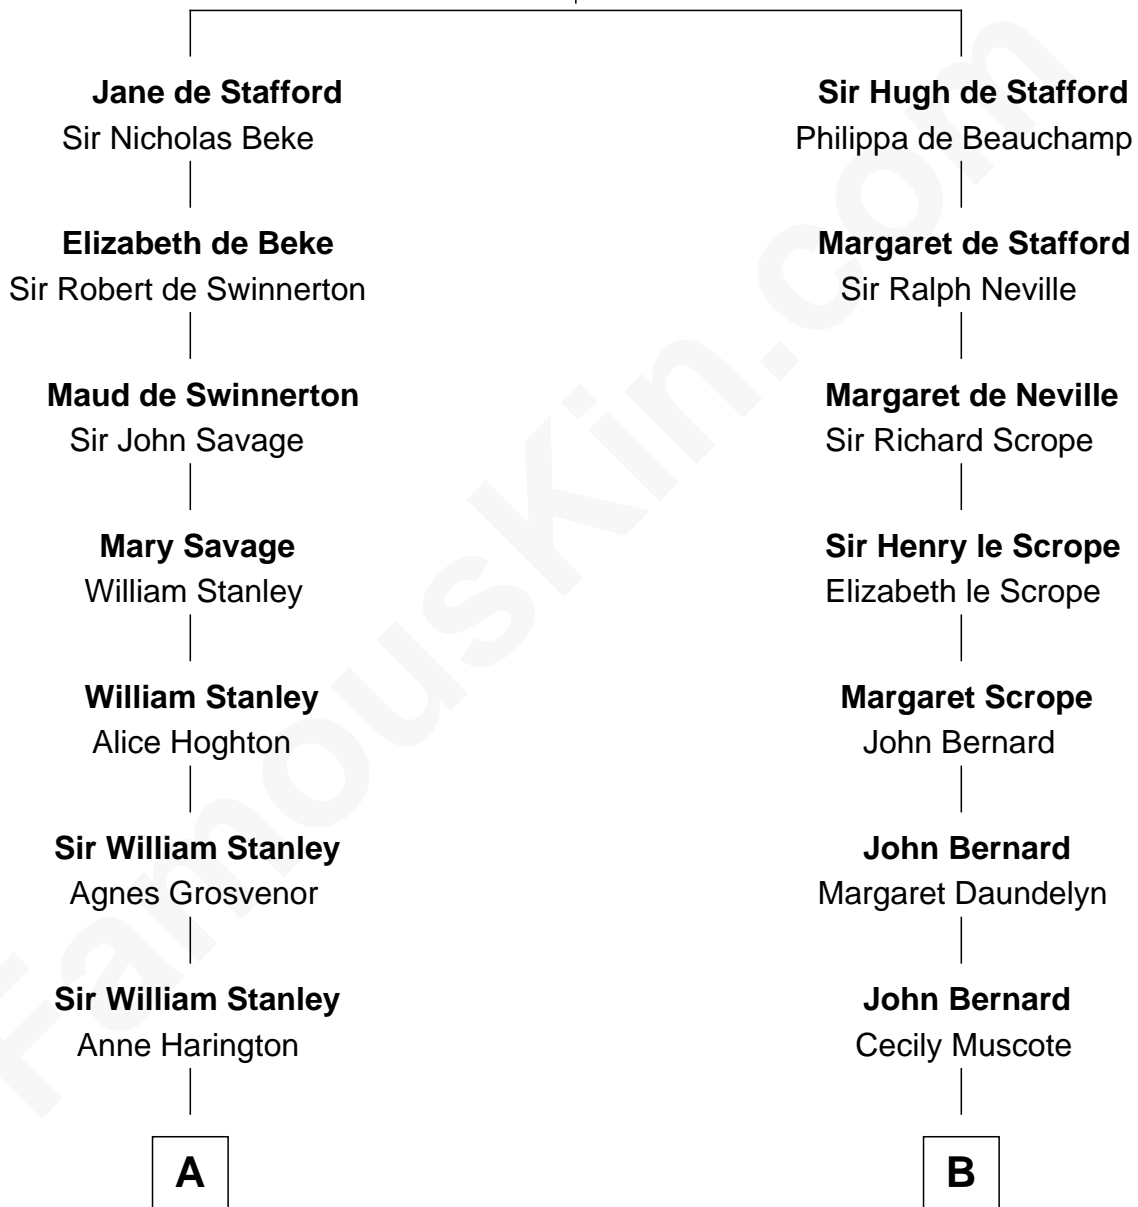 Jane de Stafford
Sir Nicholas Beke
Elizabeth de Beke
Sir Robert de Swinnerton
Maud de Swinnerton
Sir John Savage
Mary Savage
William Stanley
William Stanley
Alice Hoghton
Sir William Stanley
Agnes Grosvenor
Sir William Stanley
Anne Harington
A
Sir Hugh de Stafford
Philippa de Beauchamp
Margaret de Stafford
Sir Ralph Neville
Margaret de Neville
Sir Richard Scrope
Sir Henry le Scrope
Elizabeth le Scrope
Margaret Scrope
John Bernard
John Bernard
Margaret Daundelyn
John Bernard
Cecily Muscote
B
FamousKin.com